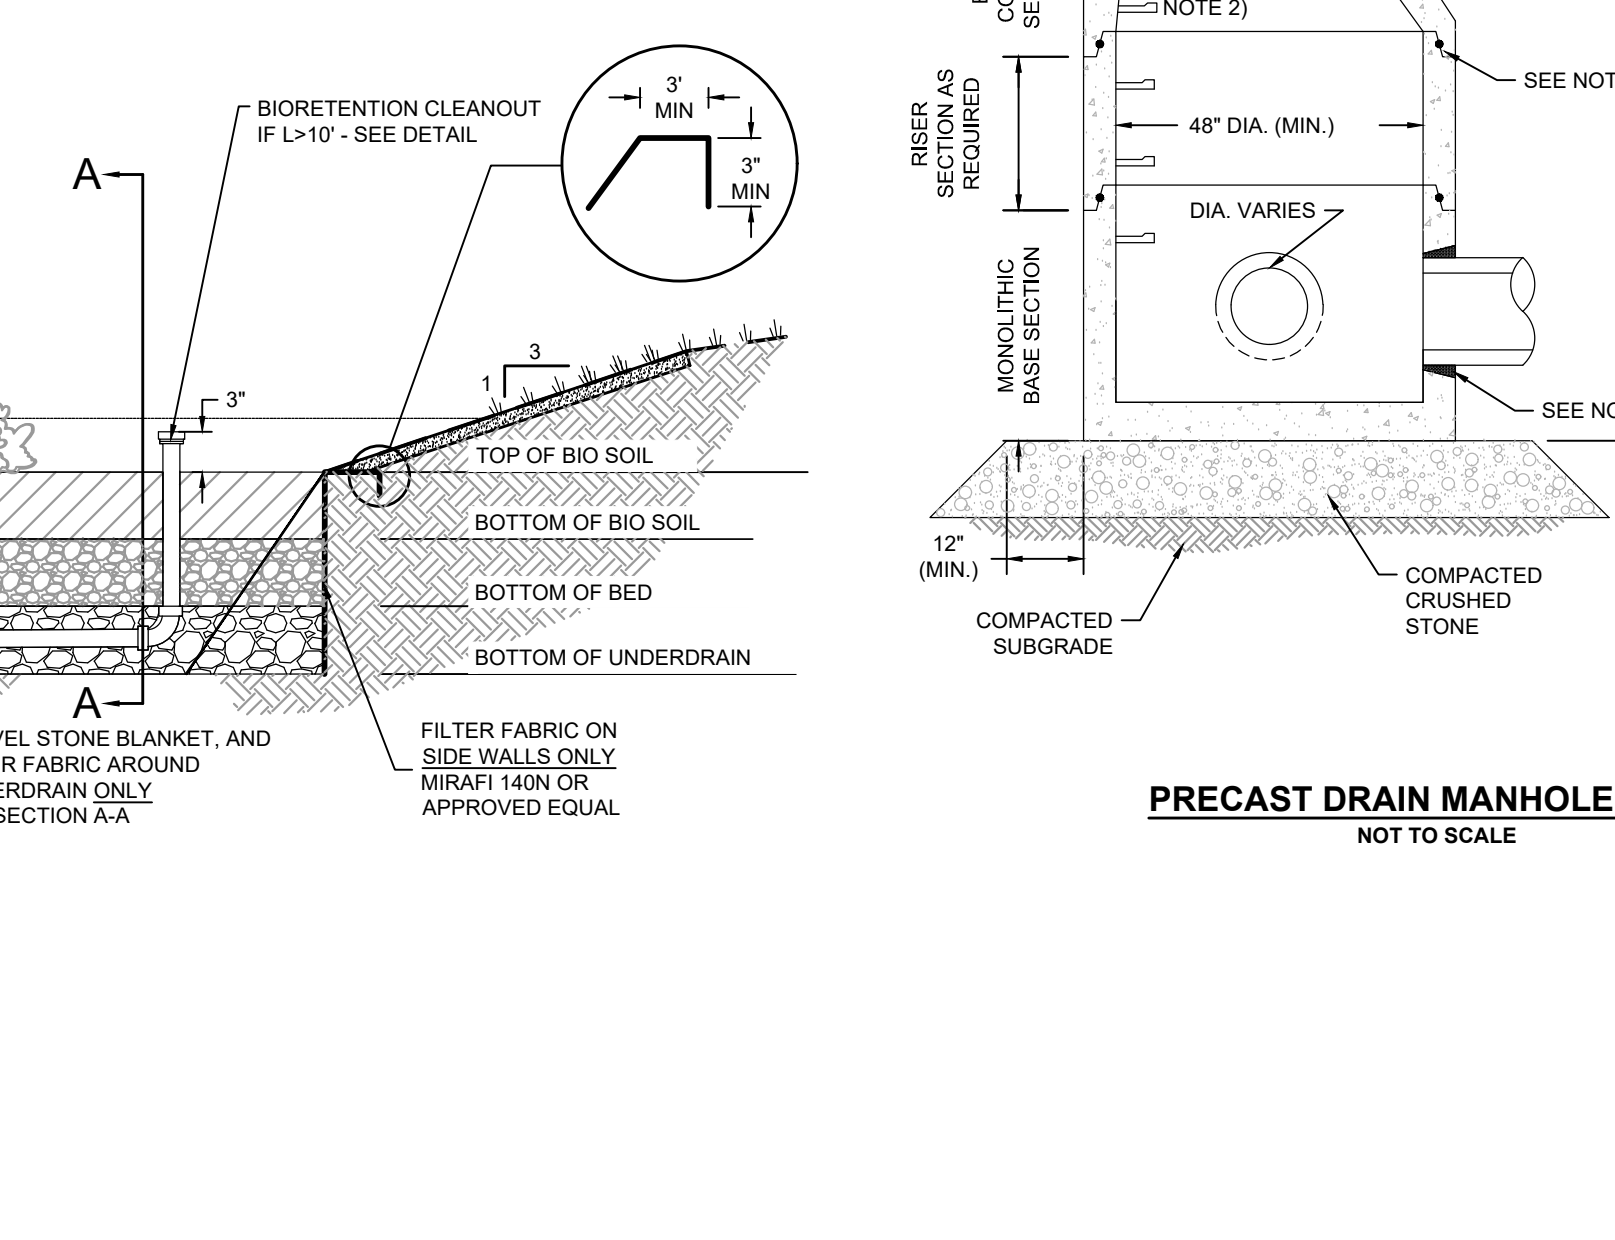 BIORETENTION CLEANOUT
IF L>10' - SEE DETAIL
3'
MIN
3"
MIN
A
3
1
3"
TOP OF BIO SOIL
BOTTOM OF BIO SOIL
BOTTOM OF BED
BOTTOM OF UNDERDRAIN
A
VEL STONE BLANKET, AND
R FABRIC AROUND
ERDRAIN ONLY
SECTION A-A
FILTER FABRIC ON
SIDE WALLS ONLY
MIRAFI 140N OR
APPROVED EQUAL
CO
SE
NOTE 2)
SEE NOT
RISER
SECTION AS
REQUIRED
48" DIA. (MIN.)
DIA. VARIES
MONOLITHIC
BASE SECTION
SEE NO
12"
(MIN.)
COMPACTED
SUBGRADE
COMPACTED
CRUSHED
STONE
PRECAST DRAIN MANHOLE
NOT TO SCALE